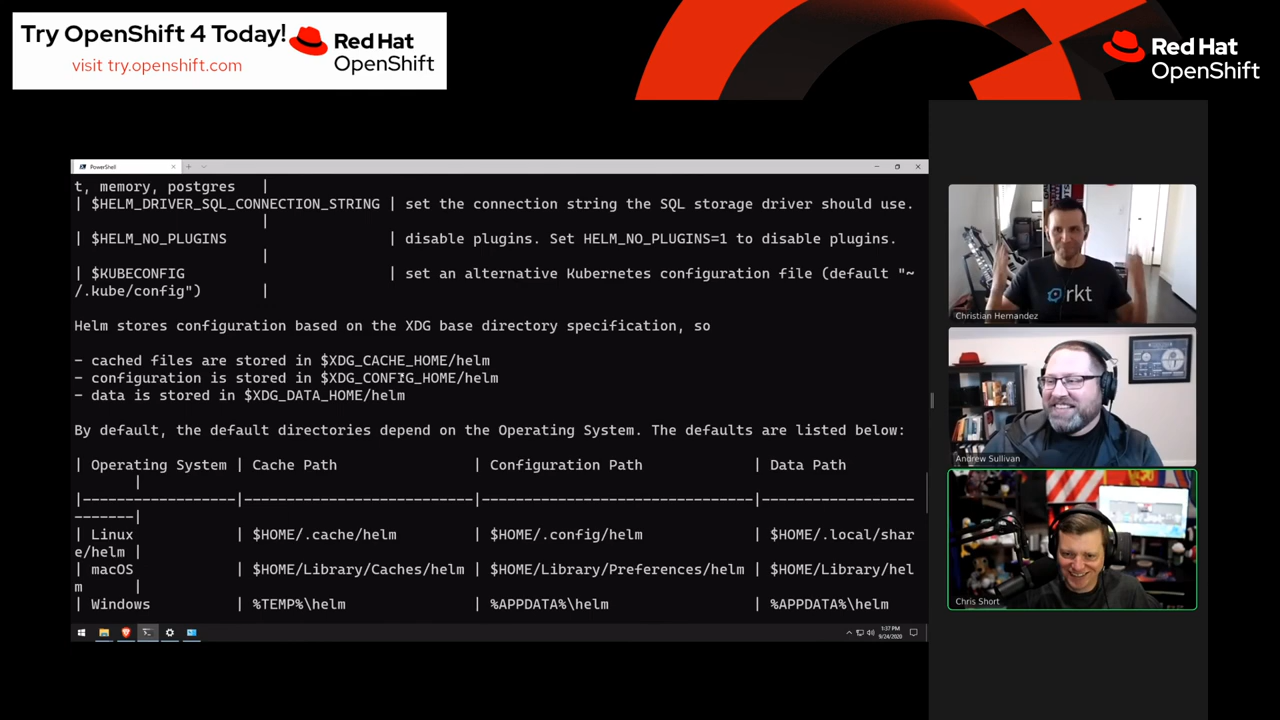 Try OpenShift 4 Today!
visit try.openshift.com
Red Hat
OpenShift
Red Hat
OpenShift
PowerShell
t, memory, postgres |
| $HELM_DRIVER_SQL_CONNECTION_STRING | set the connection string the SQL storage driver should use.
|
| $HELM_NO_PLUGINS | disable plugins. Set HELM_NO_PLUGINS=1 to disable plugins.
|
| $KUBECONFIG | set an alternative Kubernetes configuration file (default "~
/.kube/config") |
Helm stores configuration based on the XDG base directory specification, so
- cached files are stored in $XDG_CACHE_HOME/helm
- configuration is stored in $XDG_CONFIG_HOME/helm
- data is stored in $XDG_DATA_HOME/helm
By default, the default directories depend on the Operating System. The defaults are listed below:
| Operating System | Cache Path | Configuration Path | Data Path
|
|------------------|---------------------------|--------------------------------|------------------
-------|
| Linux | $HOME/.cache/helm | $HOME/.config/helm | $HOME/.local/shar
e/helm |
| macOS | $HOME/Library/Caches/helm | $HOME/Library/Preferences/helm | $HOME/Library/hel
m |
| Windows | %TEMP%\helm | %APPDATA%\helm | %APPDATA%\helm
1:37 PM
9/24/2020
rkt
Christian Hernandez
Andrew Sullivan
Chris Short